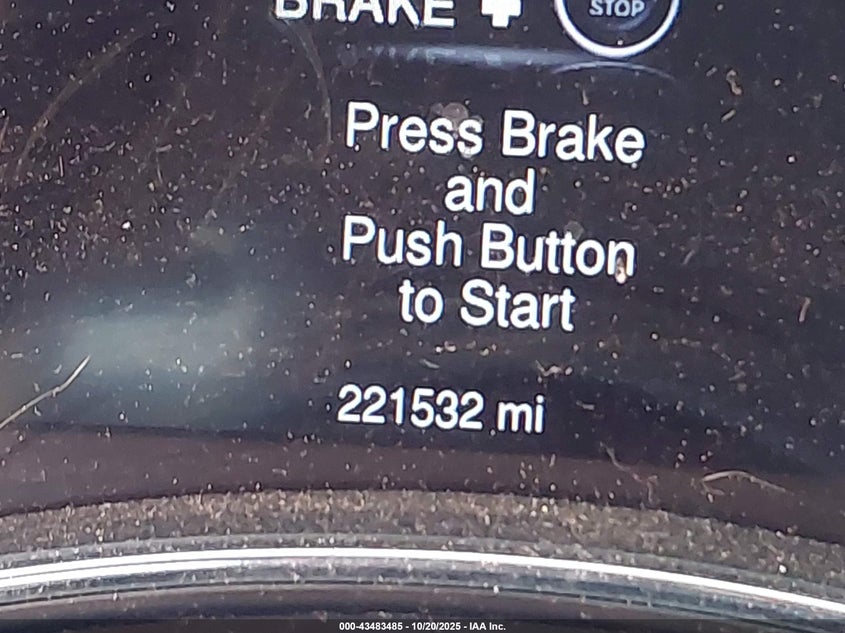 BRAKE +
STOP
Press Brake
and
Push Button
to Start
221532 mi
000-43483485 - 10/20/2025 - IAA Inc.